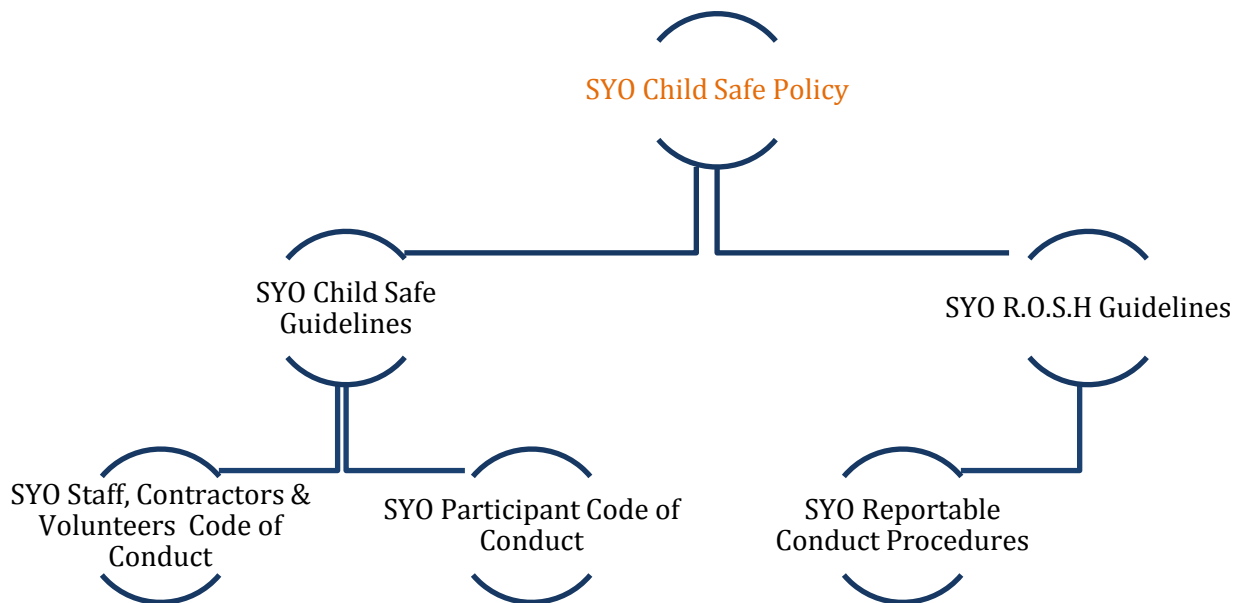 SYO Child Safe Policy
SYO Child Safe
Guidelines
SYO R.O.S.H Guidelines
SYO Staff, Contractors &
Volunteers  Code of
Conduct
SYO Participant Code of
Conduct
SYO Reportable
Conduct Procedures